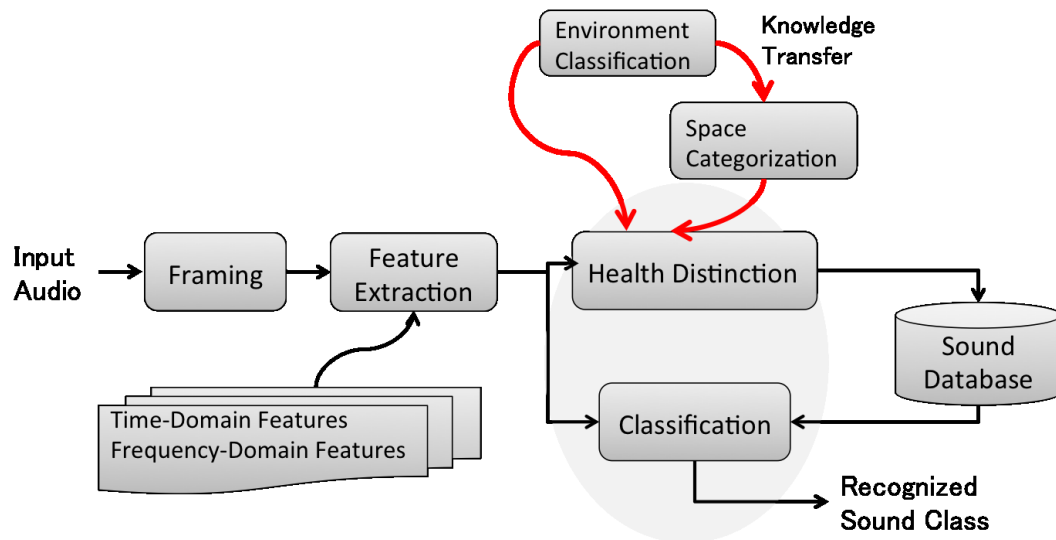 Environment
Classification
Knowledge
Transfer
Space
Categorization
Input
Audio
Framing
Feature
Extraction
Health Distinction
Sound
Database
Time-Domain Features
Frequency-Domain Features
Classification
Recognized
Sound Class